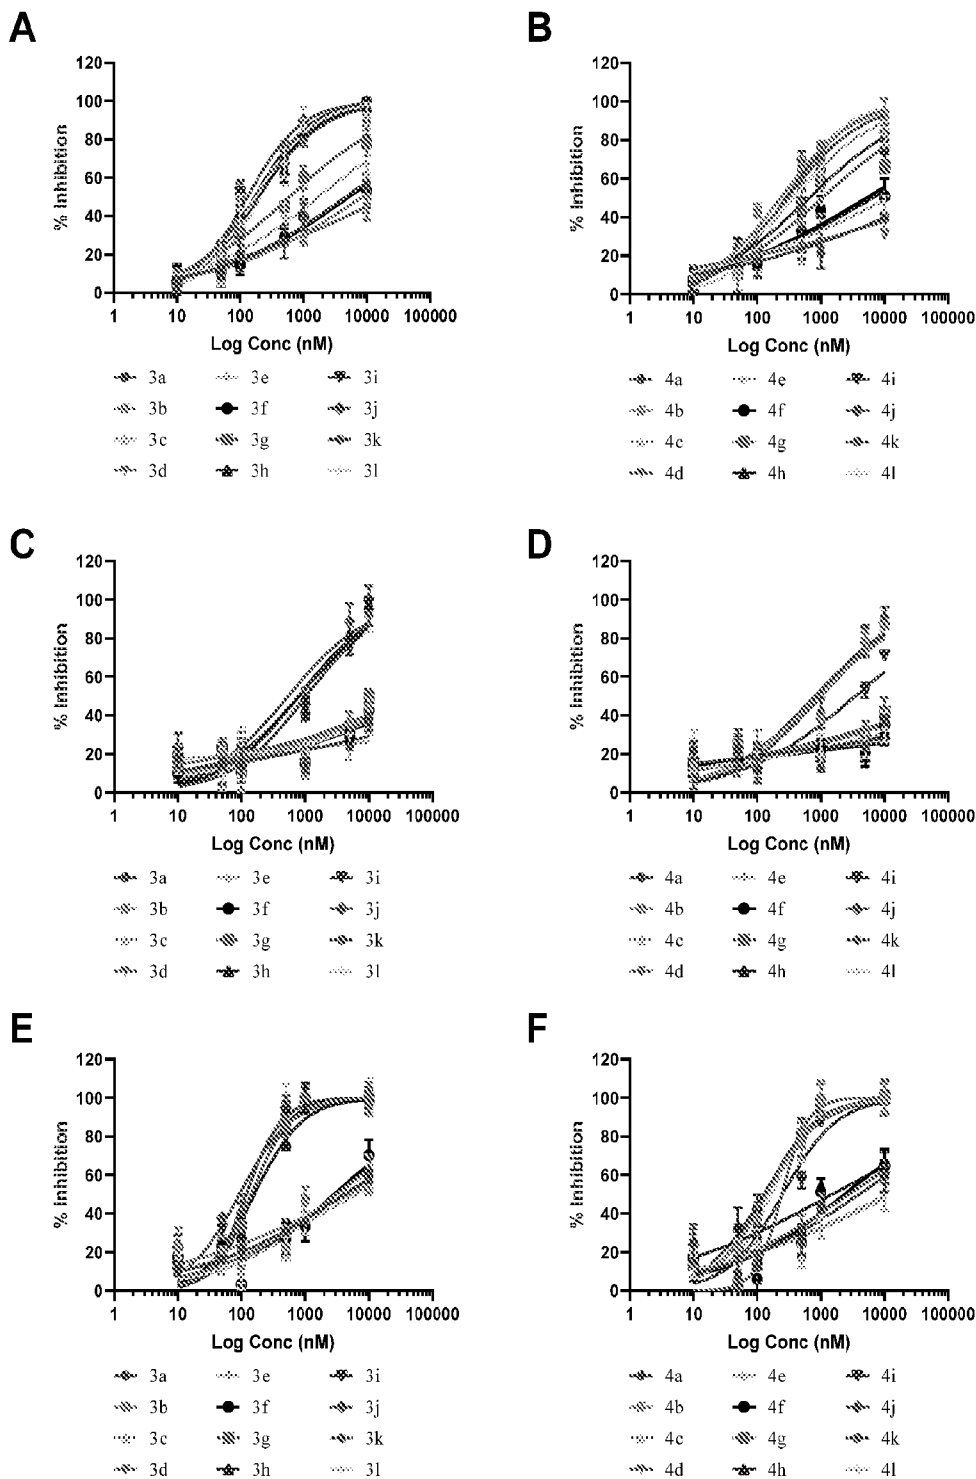 A
B
120
100
80
60
40
20
0
% Inhibition
1
10
100
1000
10000
100000
Log Conc (nM)
120
100
80
60
40
20
0
% Inhibition
1
10
100
1000
10000
100000
Log Conc (nM)
3a 3e 3i
3b 3f 3j
3c 3g 3k
3d 3h 3l
4a 4e 4i
4b 4f 4j
4c 4g 4k
4d 4h 4l
C
D
120
100
80
60
40
20
0
% Inhibition
1
10
100
1000
10000
100000
Log Conc (nM)
120
100
80
60
40
20
0
% Inhibition
1
10
100
1000
10000
100000
Log Conc (nM)
3a 3e 3i
3b 3f 3j
3c 3g 3k
3d 3h 3l
4a 4e 4i
4b 4f 4j
4c 4g 4k
4d 4h 4l
E
F
120
100
80
60
40
20
0
% Inhibition
1
10
100
1000
10000
100000
Log Conc (nM)
120
100
80
60
40
20
0
% Inhibition
1
10
100
1000
10000
100000
Log Conc (nM)
3a 3e 3i
3b 3f 3j
3c 3g 3k
3d 3h 3l
4a 4e 4i
4b 4f 4j
4c 4g 4k
4d 4h 4l